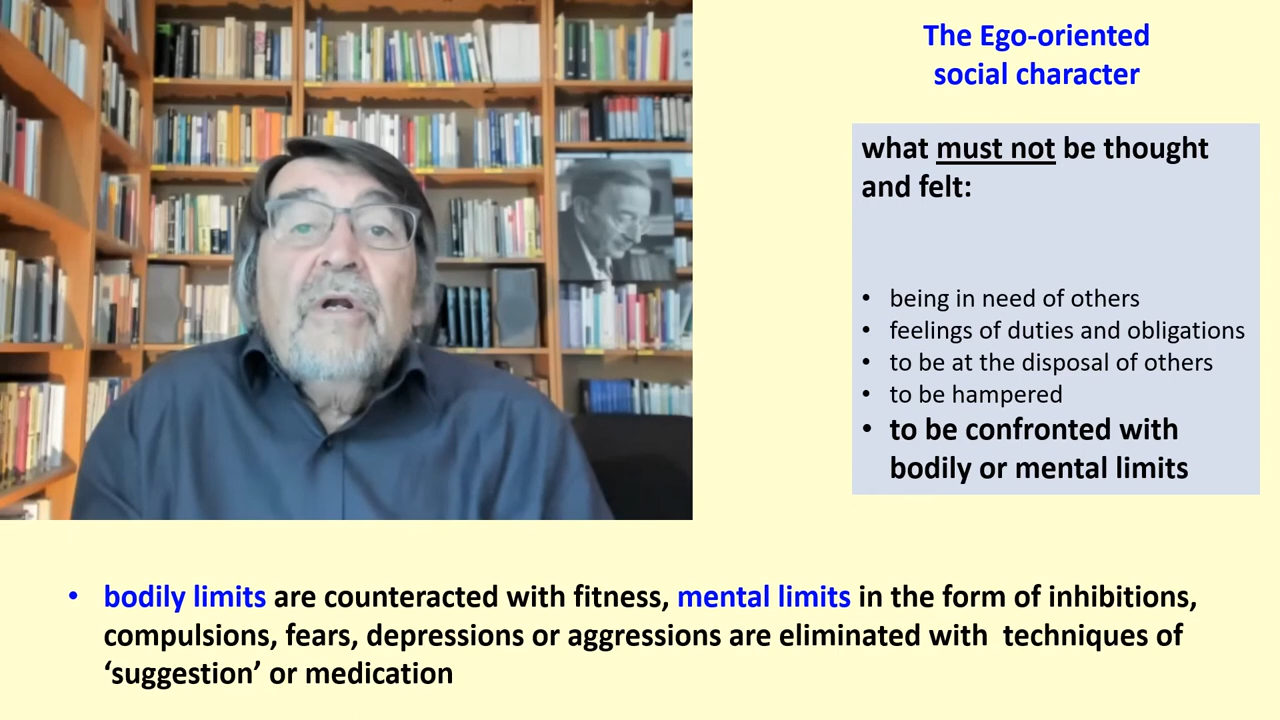 The Ego-oriented
social character
what must not be thought
and felt:
• being in need of others
• feelings of duties and obligations
• to be at the disposal of others
• to be hampered
• to be confronted with
bodily or mental limits
• bodily limits are counteracted with fitness, mental limits in the form of inhibitions,
compulsions, fears, depressions or aggressions are eliminated with  techniques of
‘suggestion’ or medication